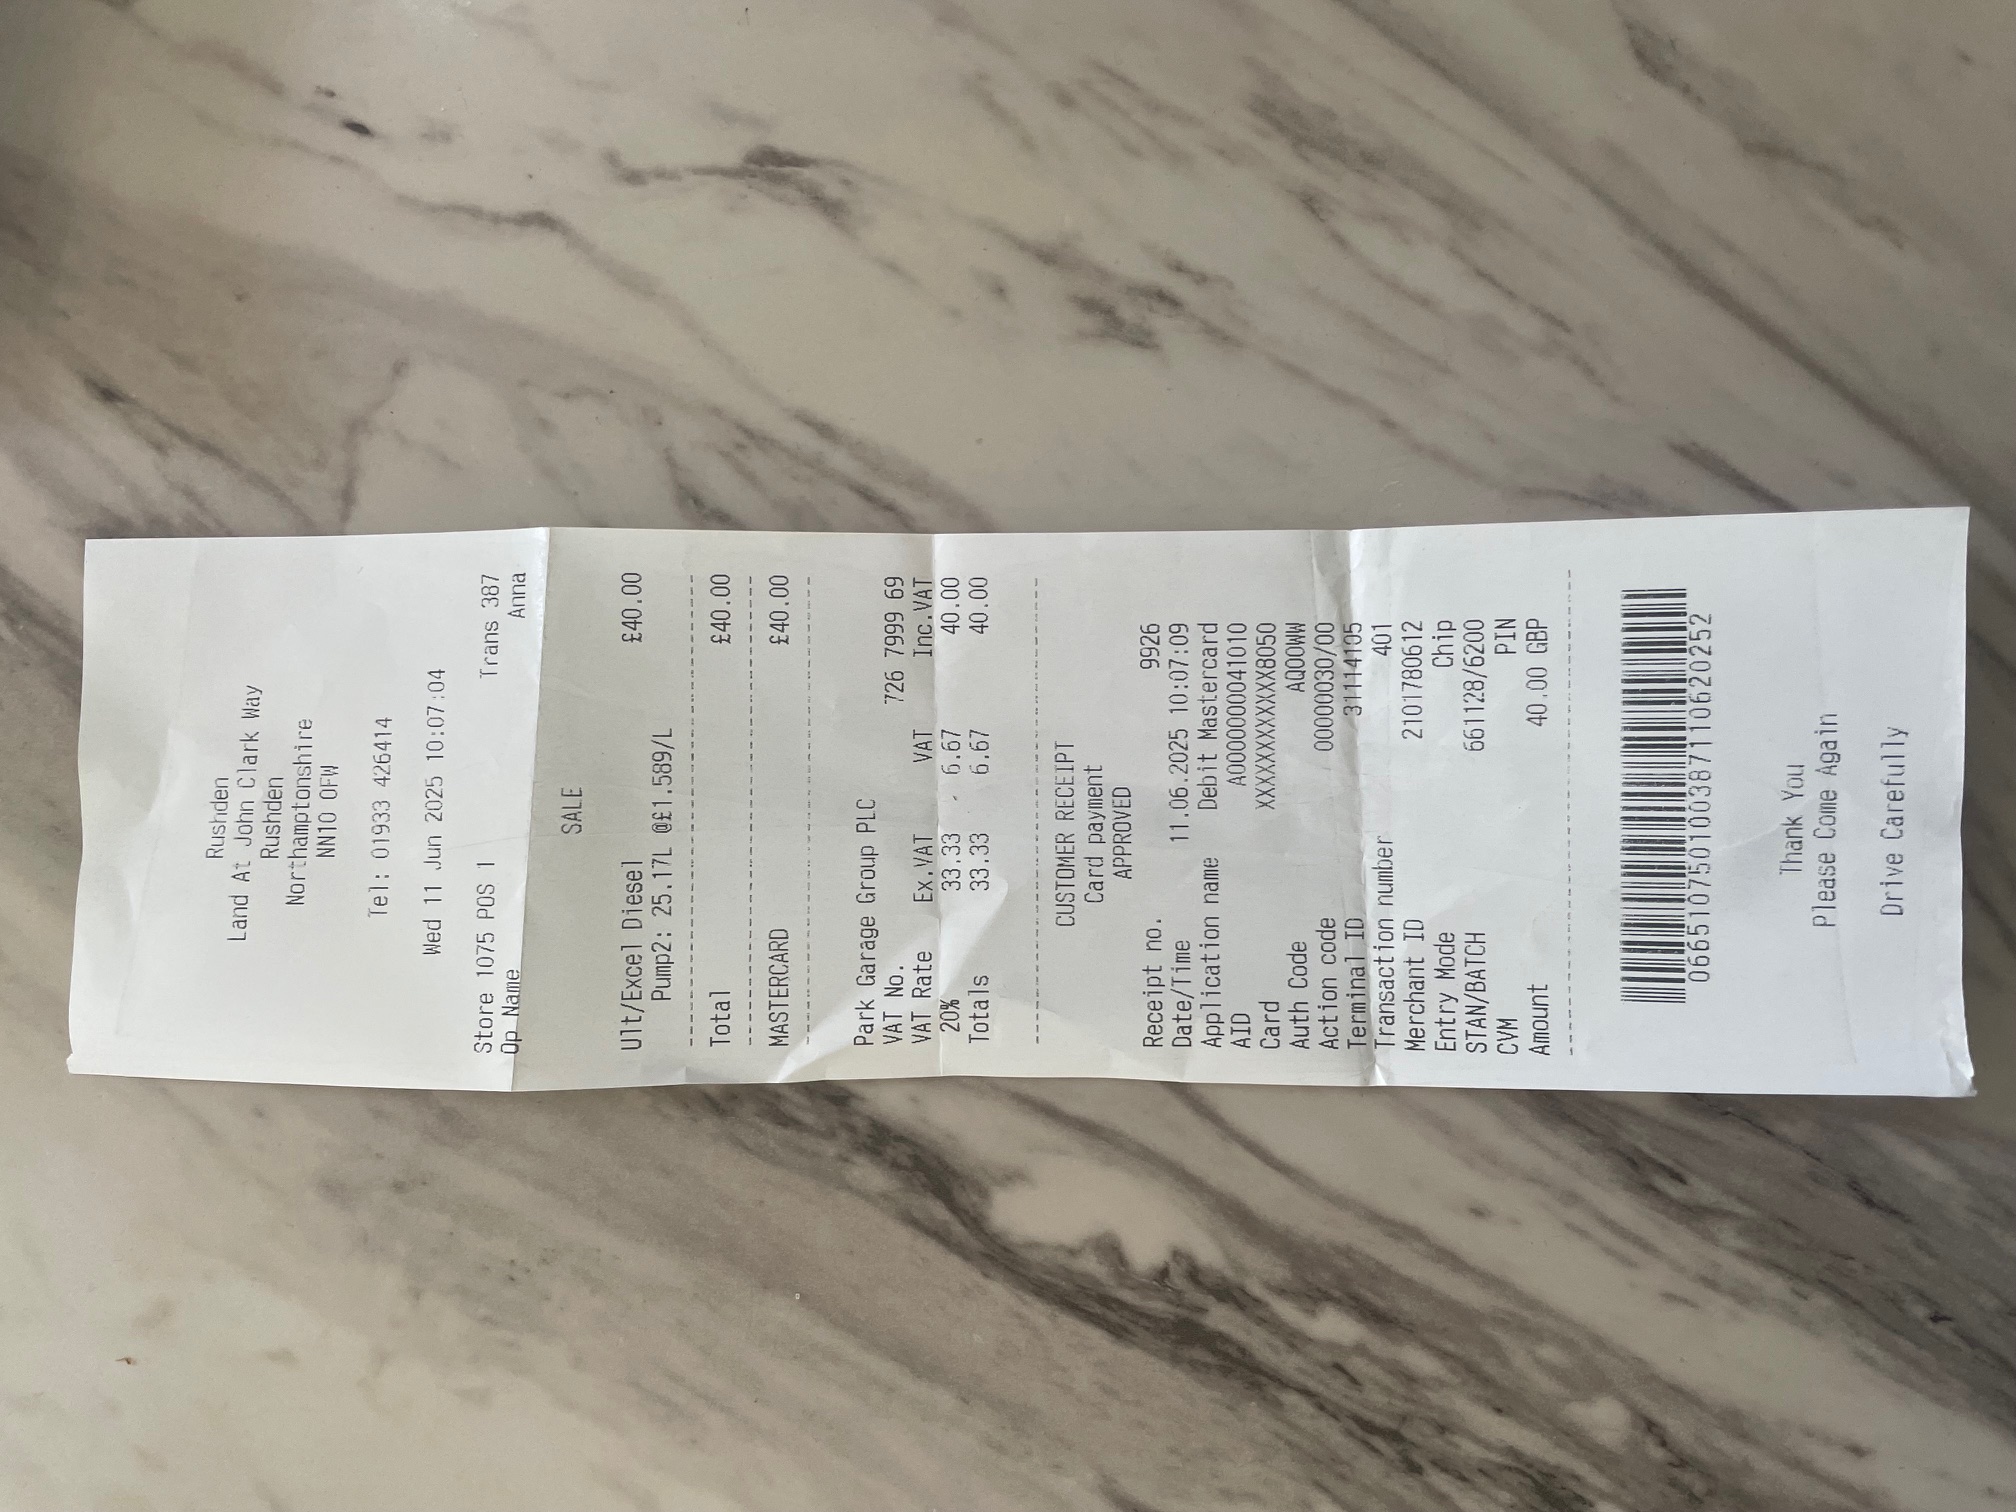 Rushden
Land At John Clark Way
Rushden
Northamptonshire
NN10 0FW
Tel: 01933 426414
Wed 11 Jun 2025 10:07:04
Store 1075 POS 1 Trans 387
Op Name Anna
SALE
Ult/Excel Diesel £40.00
Pump2: 25.17L @£1.589/L
Total £40.00
MASTERCARD £40.00
Park Garage Group PLC
VAT No. 726 7999 69
VAT Rate Ex.VAT VAT Inc.VAT
20% 33.33 6.67 40.00
Totals 33.33 6.67 40.00
CUSTOMER RECEIPT
Card payment
APPROVED
Receipt no. 9926
Date/Time 11.06.2025 10:07:09
Application name Debit Mastercard
AID A0000000041010
Card XXXXXXXXXXXX8050
Auth Code AQ00WW
Action code 00000030/00
Terminal ID 31114105
Transaction number 401
Merchant ID 2101780612
Entry Mode Chip
STAN/BATCH 661128/6200
CVM PIN
Amount 40.00 GBP
066510750100387110620252
Thank You
Please Come Again
Drive Carefully